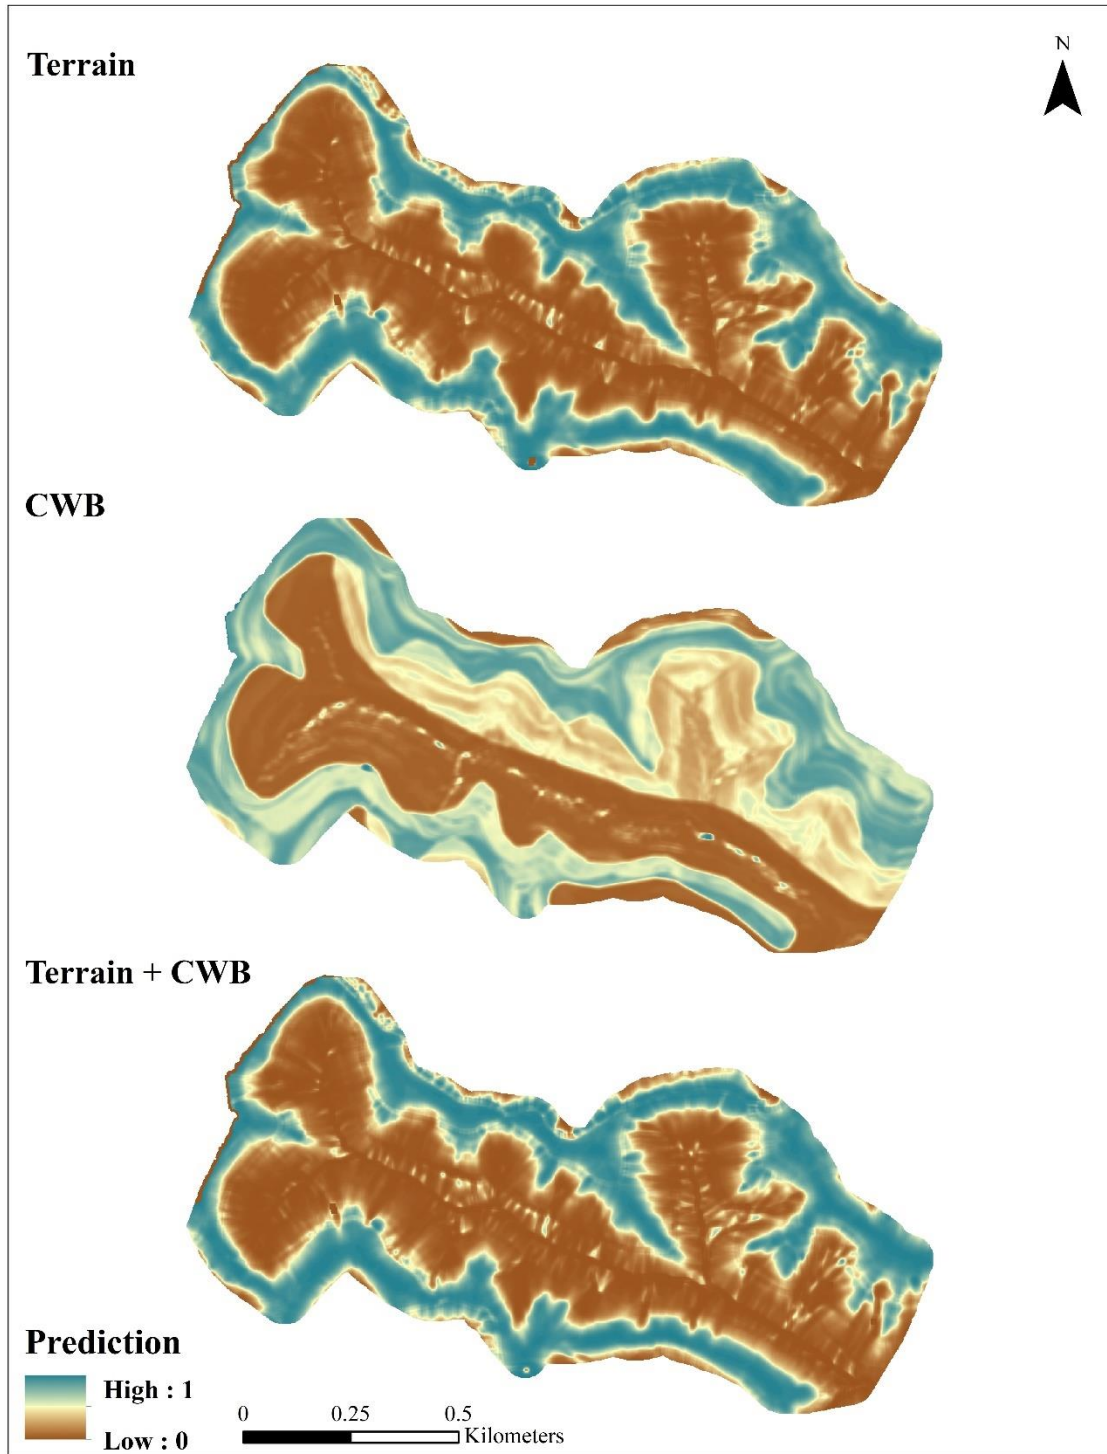 Terrain
N
CWB
Terrain + CWB
Prediction
High : 1
Low : 0
0 0.25 0.5
Kilometers